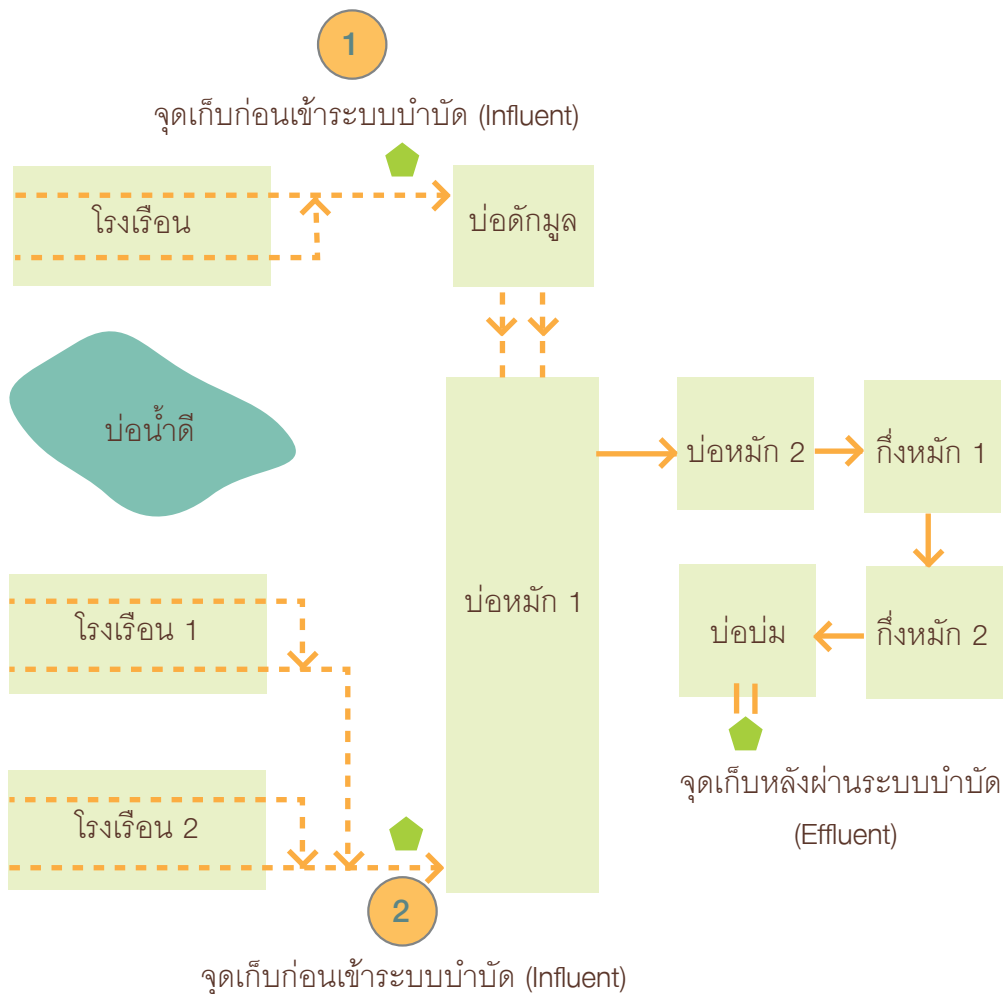 1
จุดเก็บก่อนเข้าระบบบำบัด (Influent)
โรงเรือน
บ่อดักมูล
บ่อน้ำดี
บ่อหมัก 2
กึ่งหมัก 1
โรงเรือน 1
บ่อหมัก 1
บ่อบ่ม
กึ่งหมัก 2
จุดเก็บหลังผ่านระบบบำบัด
(Effluent)
โรงเรือน 2
2
จุดเก็บก่อนเข้าระบบบำบัด (Influent)